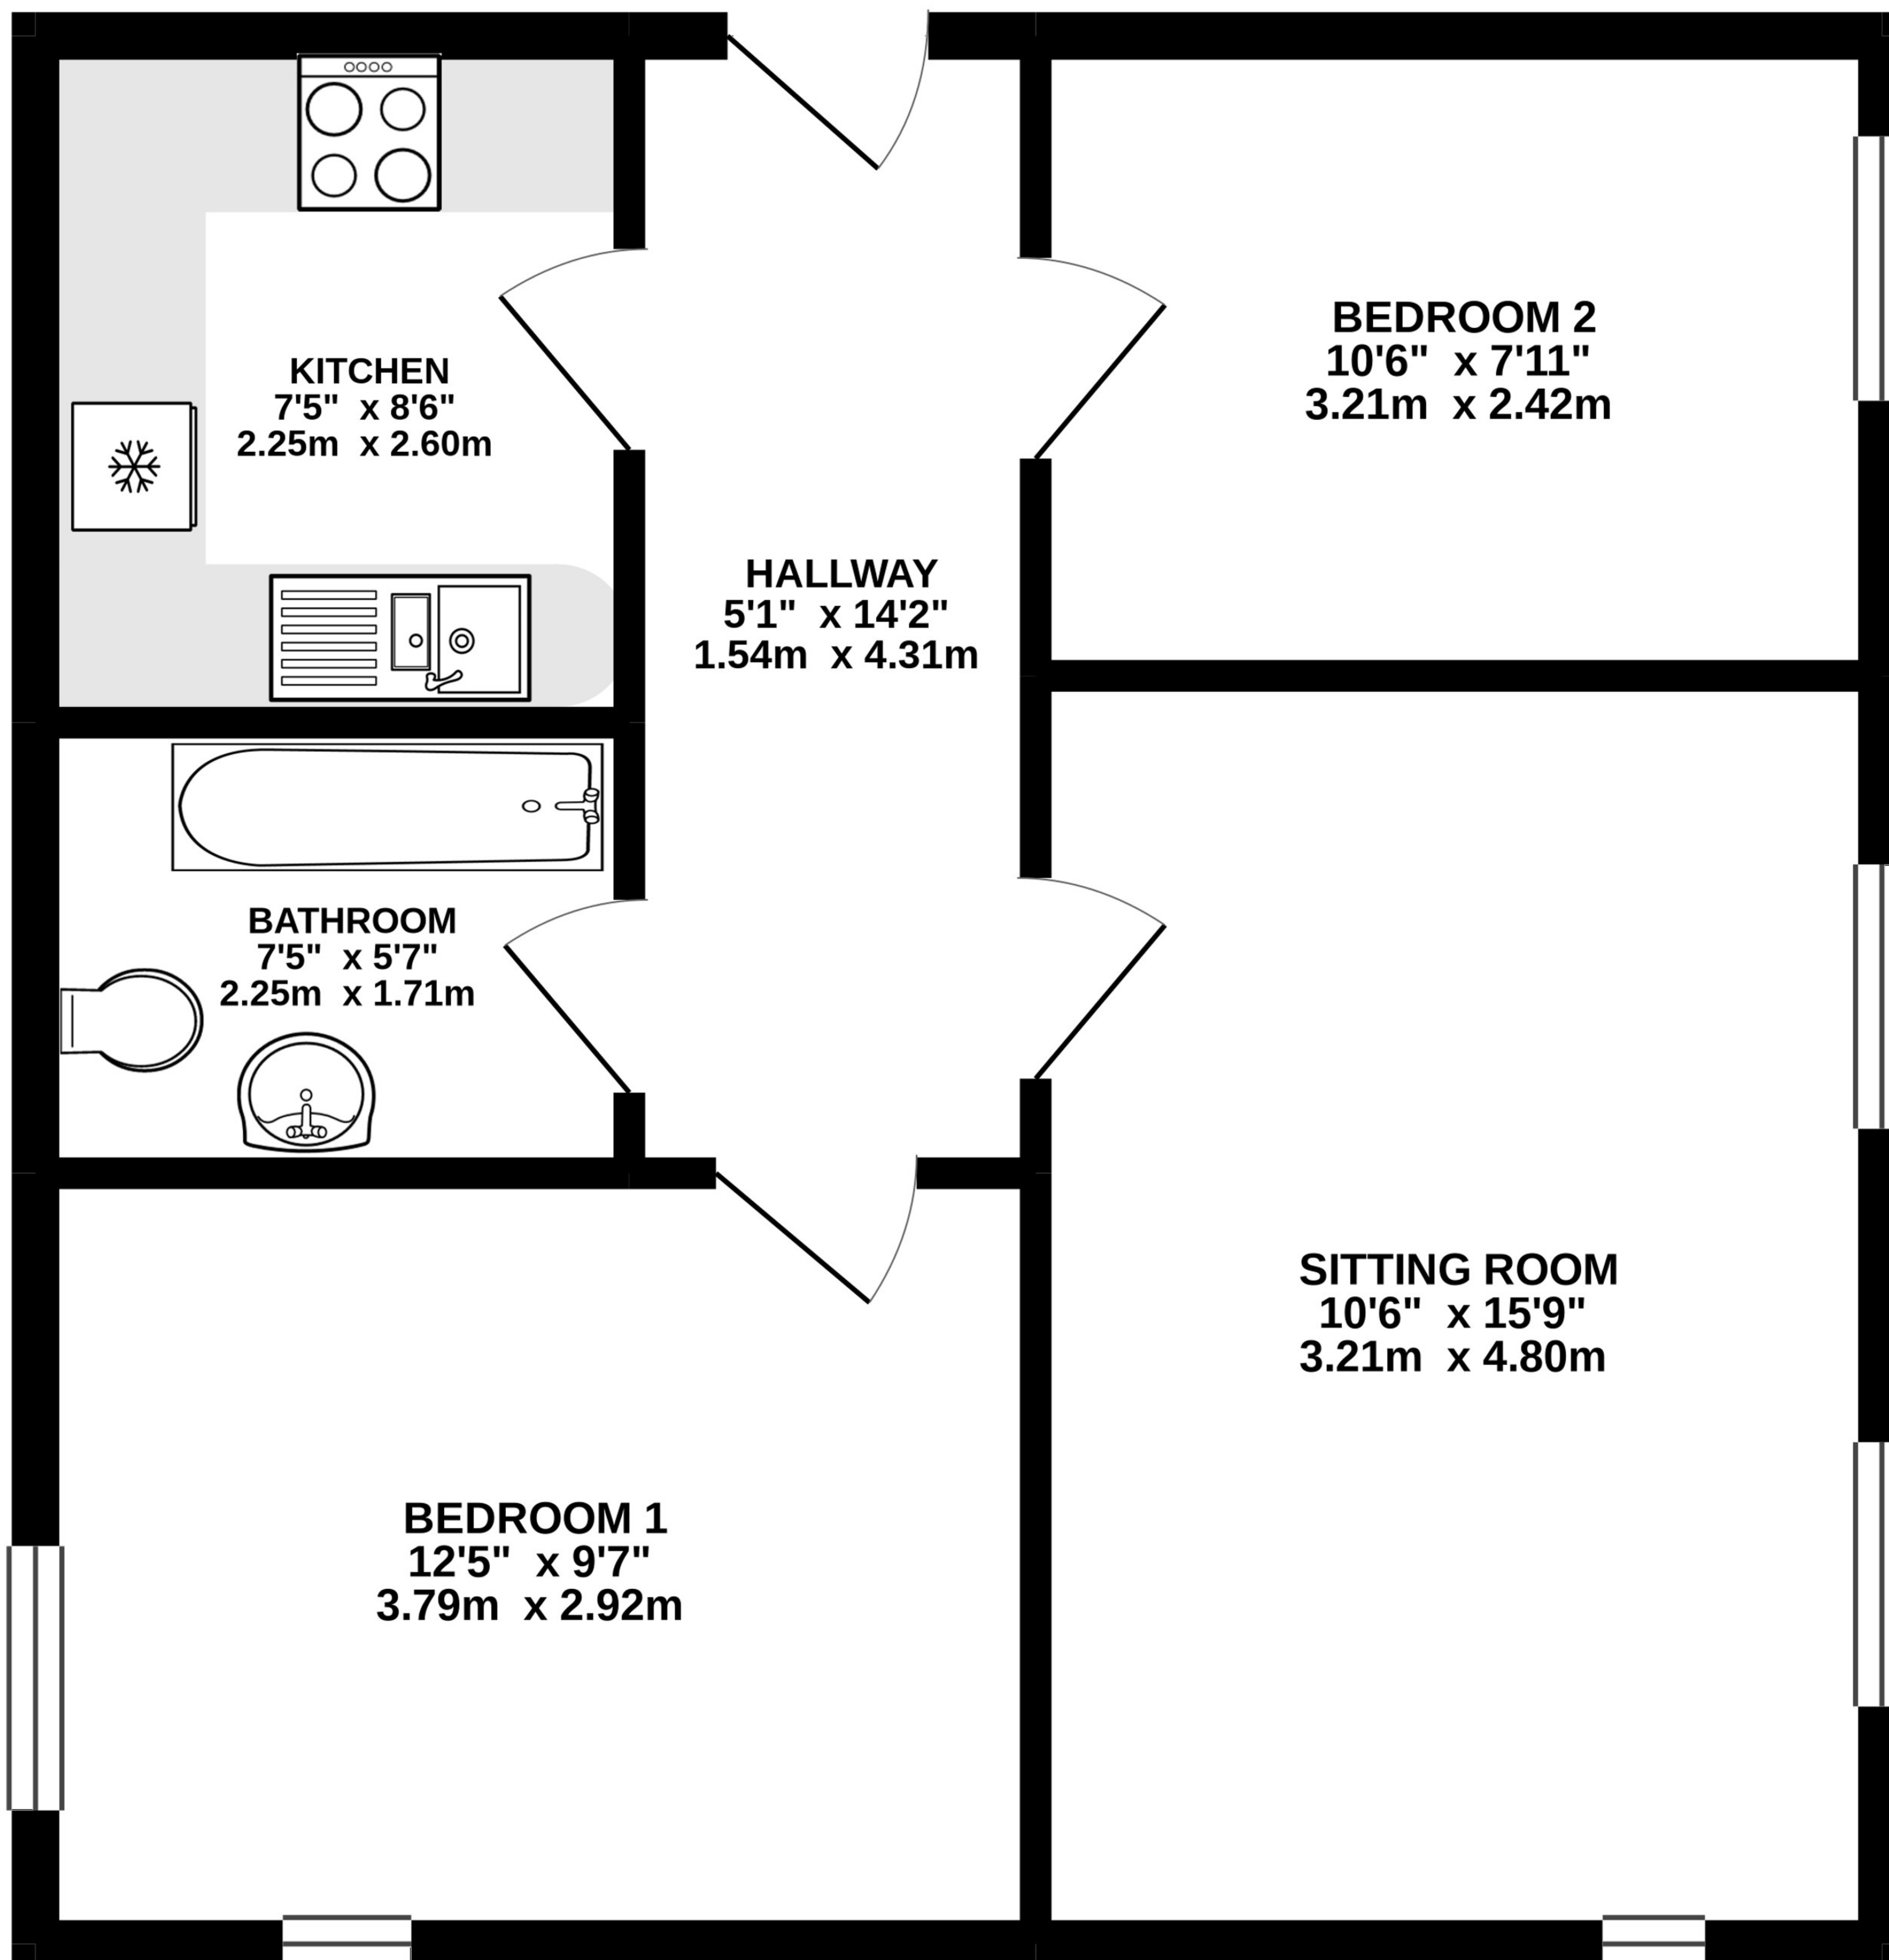 KITCHEN
7'5" x 8'6"
2.25m x 2.60m
BEDROOM 2
10'6" x 7'11"
3.21m x 2.42m
HALLWAY
5'1" x 14'2"
1.54m x 4.31m
BATHROOM
7'5" x 5'7"
2.25m x 1.71m
SITTING ROOM
10'6" x 15'9"
3.21m x 4.80m
BEDROOM 1
12'5" x 9'7"
3.79m x 2.92m